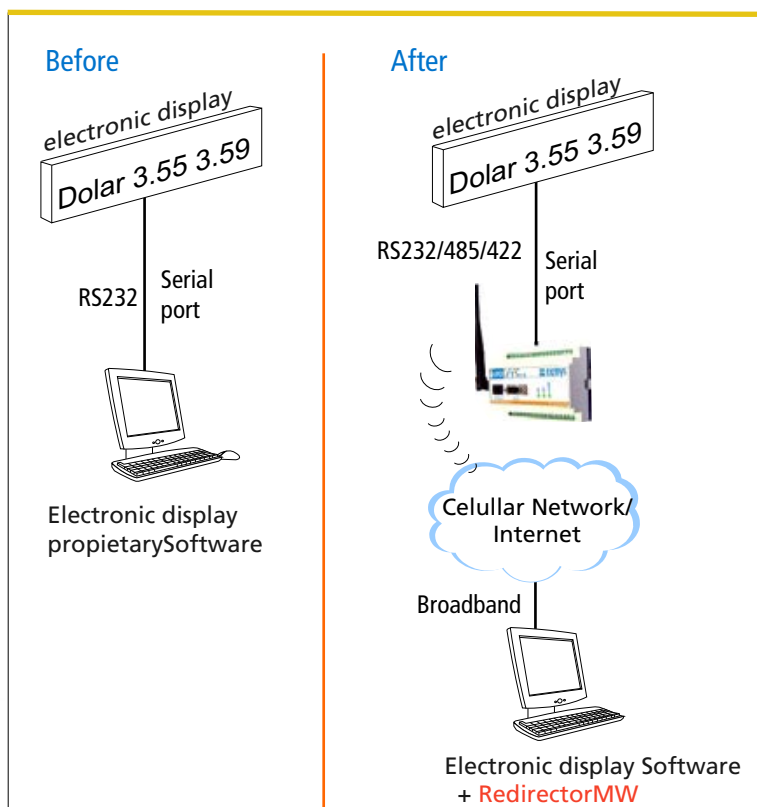 Before
electronic display
Dolar 3.55 3.59
RS232
Serial
port
Electronic display
propietarySoftware
After
electronic display
Dolar 3.55 3.59
RS232/485/422
Serial
port
Celullar Network/
Internet
Broadband
Electronic display Software
+ RedirectorMW